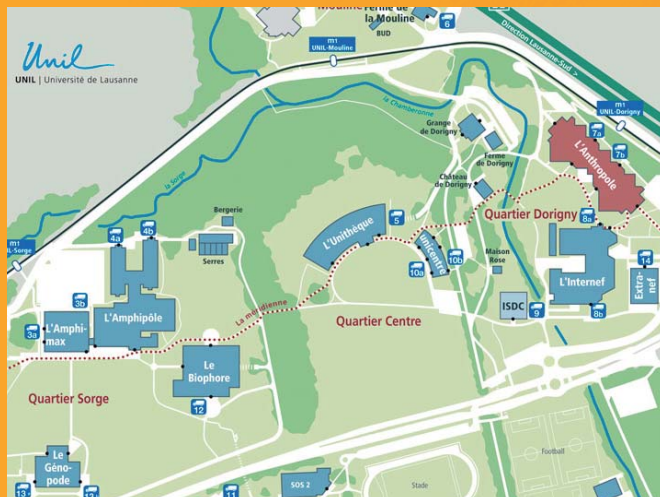 Unil
UNIL | Université de Lausanne
Ferme de
la Mouline
BUD
6
m1
UNIL-Mouline
Direction Lausanne-Sud >
m1
UNIL-Dorigny
la Chamberonne
la Sorge
Grange
de Dorigny
Ferme
de Dorigny
Château
de Dorigny
7a
7b
L'Anthropole
8a
Quartier Dorigny
Bergerie
Serres
4a
4b
m1
L'Unithèque
5
unicentre
10a
10b
Maison
Rose
L'Internef
14
Extra-
nef
ISDC
9
8b
La méridienne
Quartier Centre
3b
3a
L'Amphi-
max
L'Amphipôle
Le
Biophore
12
Quartier Sorge
Le
Géno-
pode
13
11
SOS 2
Stade
Football